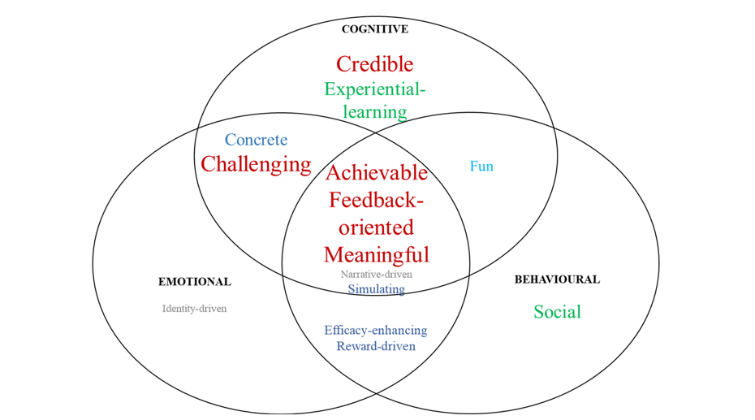 COGNITIVE
Credible
Experiential-
learning
Concrete
Challenging
Fun
Achievable
Feedback-
oriented
Meaningful
Narrative-driven
Simulating
EMOTIONAL
Identity-driven
BEHAVIOURAL
Social
Efficacy-enhancing
Reward-driven